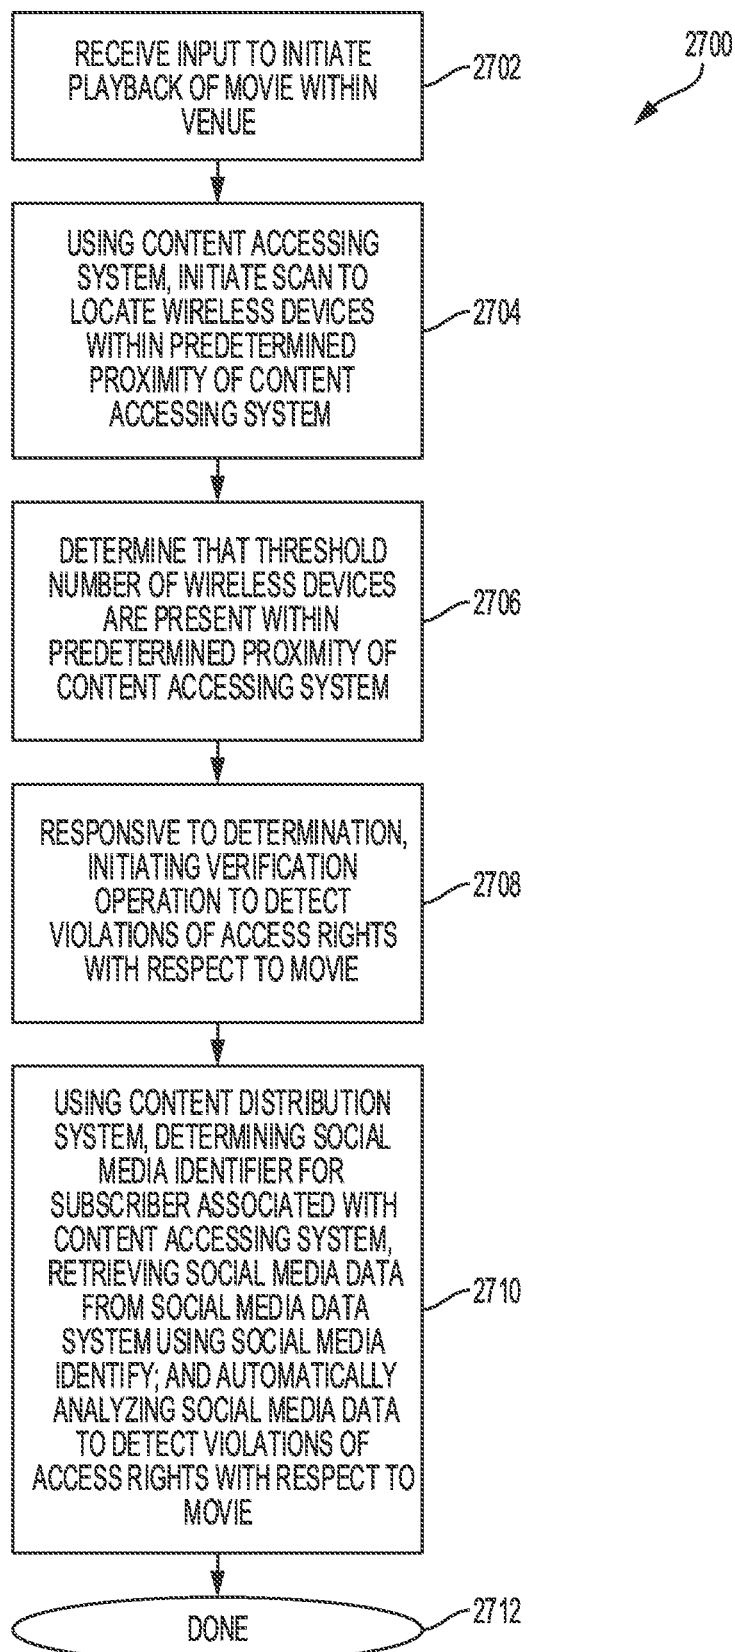 2700
RECEIVE INPUT TO INITIATE
PLAYBACK OF MOVIE WITHIN
VENUE
2702
USING CONTENT ACCESSING
SYSTEM, INITIATE SCAN TO
LOCATE WIRELESS DEVICES
WITHIN PREDETERMINED
PROXIMITY OF CONTENT
ACCESSING SYSTEM
2704
DETERMINE THAT THRESHOLD
NUMBER OF WIRELESS DEVICES
ARE PRESENT WITHIN
PREDETERMINED PROXIMITY OF
CONTENT ACCESSING SYSTEM
2706
RESPONSIVE TO DETERMINATION,
INITIATING VERIFICATION
OPERATION TO DETECT
VIOLATIONS OF ACCESS RIGHTS
WITH RESPECT TO MOVIE
2708
USING CONTENT DISTRIBUTION
SYSTEM, DETERMINING SOCIAL
MEDIA IDENTIFIER FOR
SUBSCRIBER ASSOCIATED WITH
CONTENT ACCESSING SYSTEM,
RETRIEVING SOCIAL MEDIA DATA
FROM SOCIAL MEDIA DATA
SYSTEM USING SOCIAL MEDIA
IDENTIFY; AND AUTOMATICALLY
ANALYZING SOCIAL MEDIA DATA
TO DETECT VIOLATIONS OF
ACCESS RIGHTS WITH RESPECT TO
MOVIE
2710
DONE
2712